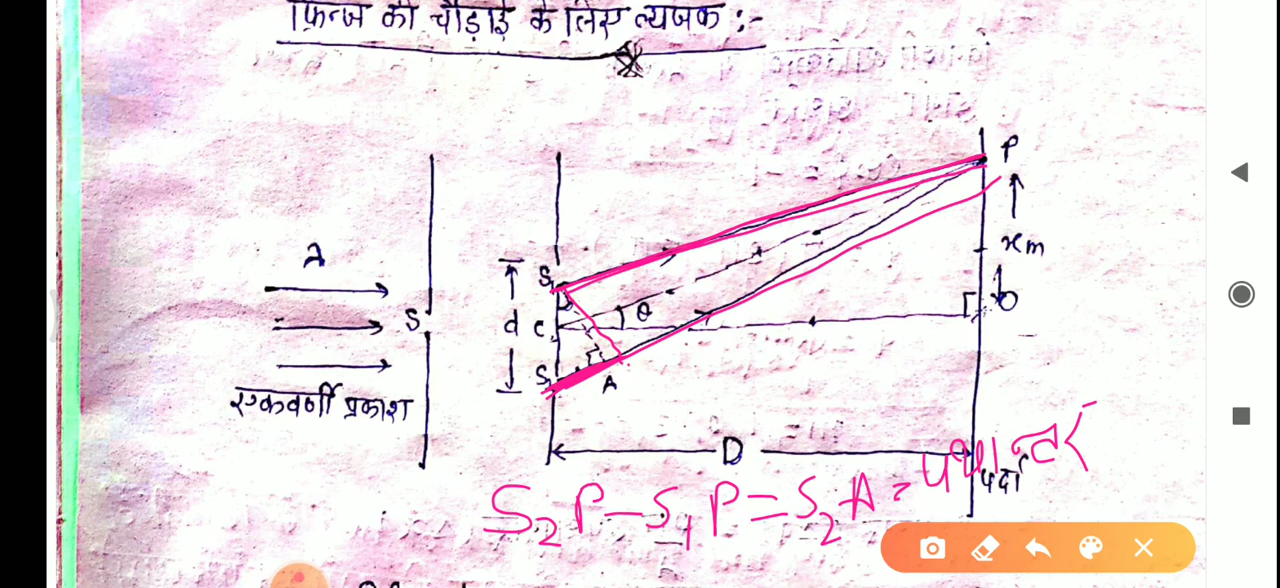 फ्रिन्ज की चौड़ाई के लिए व्यंजक :-
P
λ
xm
S₁
S
d
C
θ
O
S₂
A
एकवर्णी प्रकाश
D
पर्दा
S₂P - S₁P = S₂A = पथान्तर